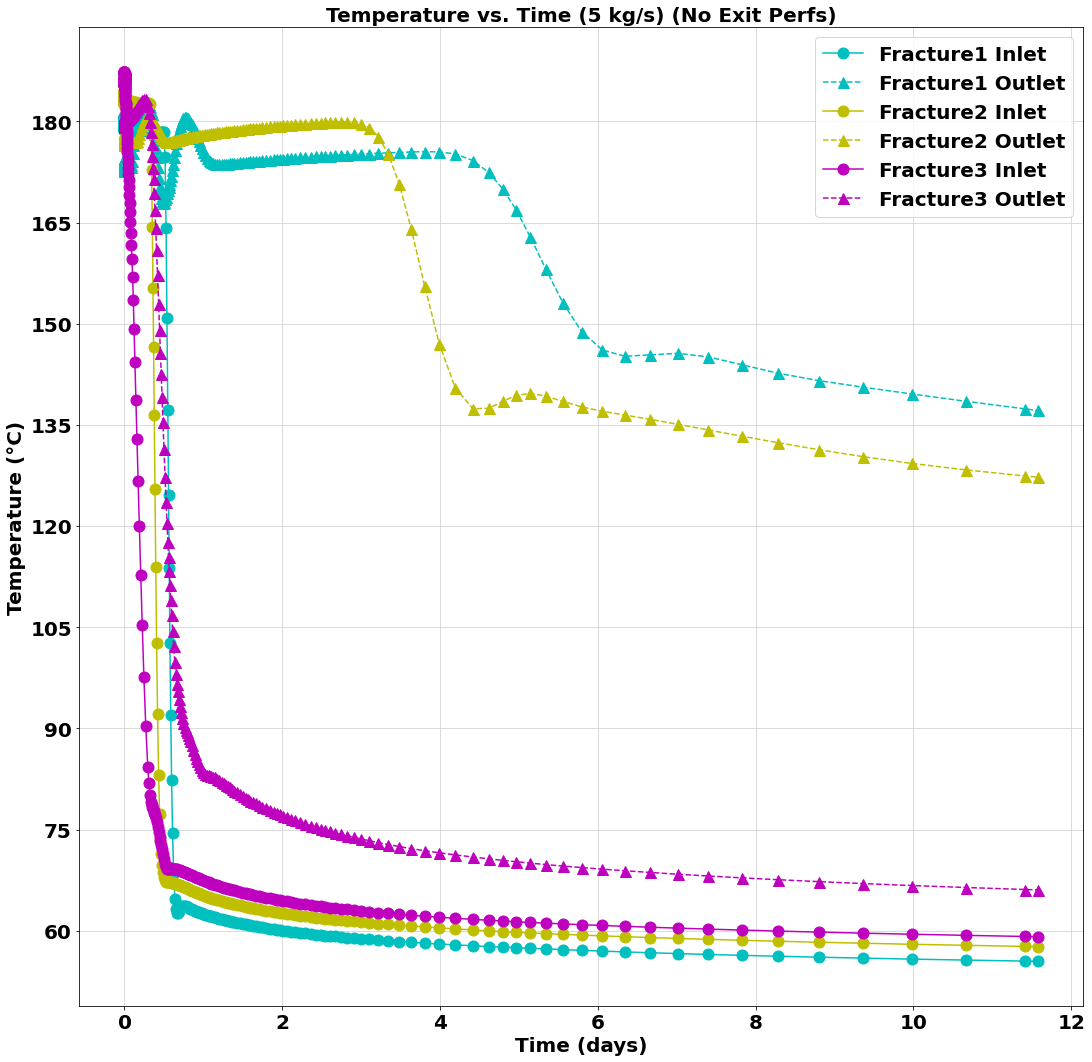 Temperature vs. Time (5 kg/s) (No Exit Perfs)
Fracture1 Inlet
Fracture1 Outlet
Fracture2 Inlet
Fracture2 Outlet
Fracture3 Inlet
Fracture3 Outlet
Temperature (°C)
180
165
150
135
120
105
90
75
60
0 2 4 6 8 10 12
Time (days)